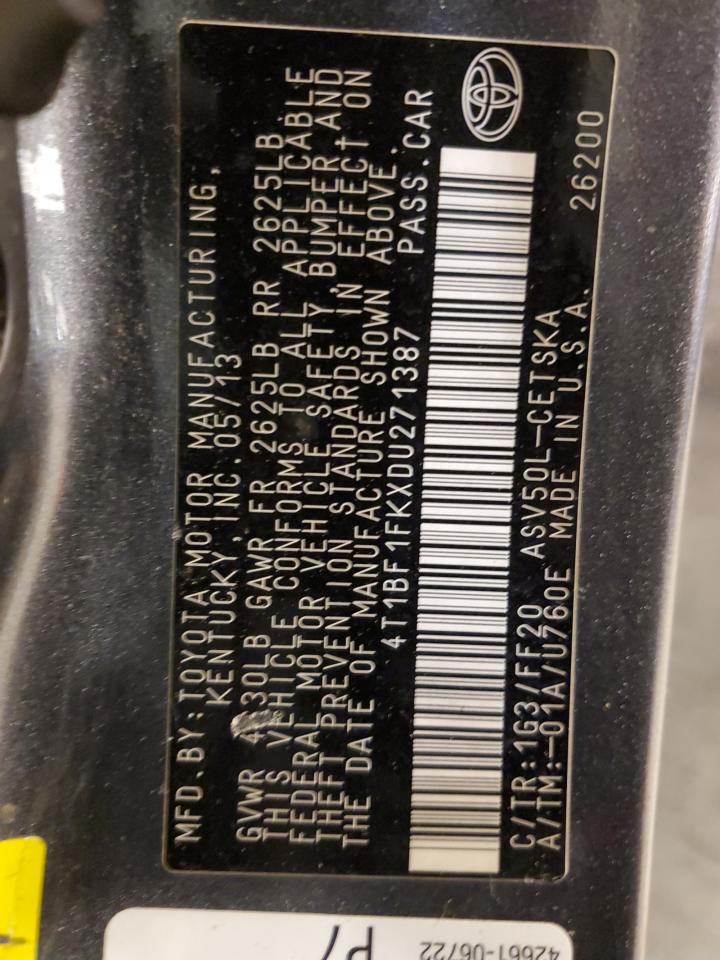 MFD.BY:TOYOTA MOTOR MANUFACTURING,
KENTUCKY,INC.05/13
GVWR GAWR FR 2625LB RR 2625LB
THIS VEHICLE CONFORMS TO ALL APPLICABLE
FEDERAL MOTOR VEHICLE SAFETY,BUMPER,AND
THEFT PREVENTION STANDARDS IN EFFECT ON
THE DATE OF MANUFACTURE SHOWN ABOVE.
4T1BF1FKXDU271387 PASS.CAR
C/TR:1G3/FF20 ASV50L-CETSKA
A/TM:-01A/U760E MADE IN U.S.A.
26200
P7
42661-06722